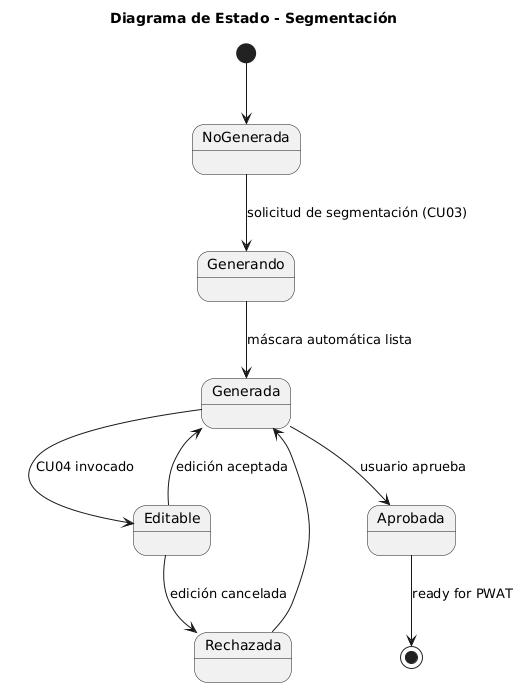 Diagrama de Estado - Segmentación
NoGenerada
solicitud de segmentación (CU03)
Generando
máscara automática lista
Generada
CU04 invocado
edición aceptada
usuario aprueba
Editable
Aprobada
edición cancelada
ready for PWAT
Rechazada